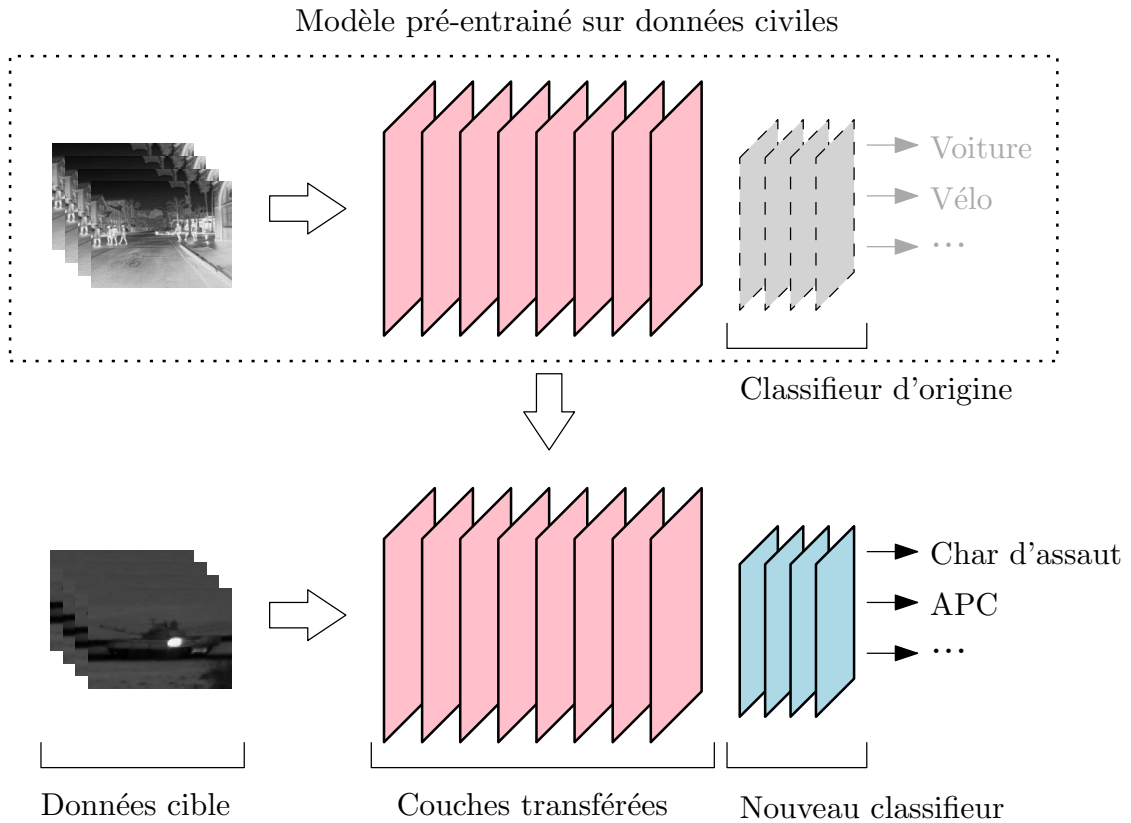 Modèle pré-entrainé sur données civiles
Voiture
Vélo
...
Classifieur d'origine
Char d'assaut
APC
...
Données cible
Couches transférées
Nouveau classifieur